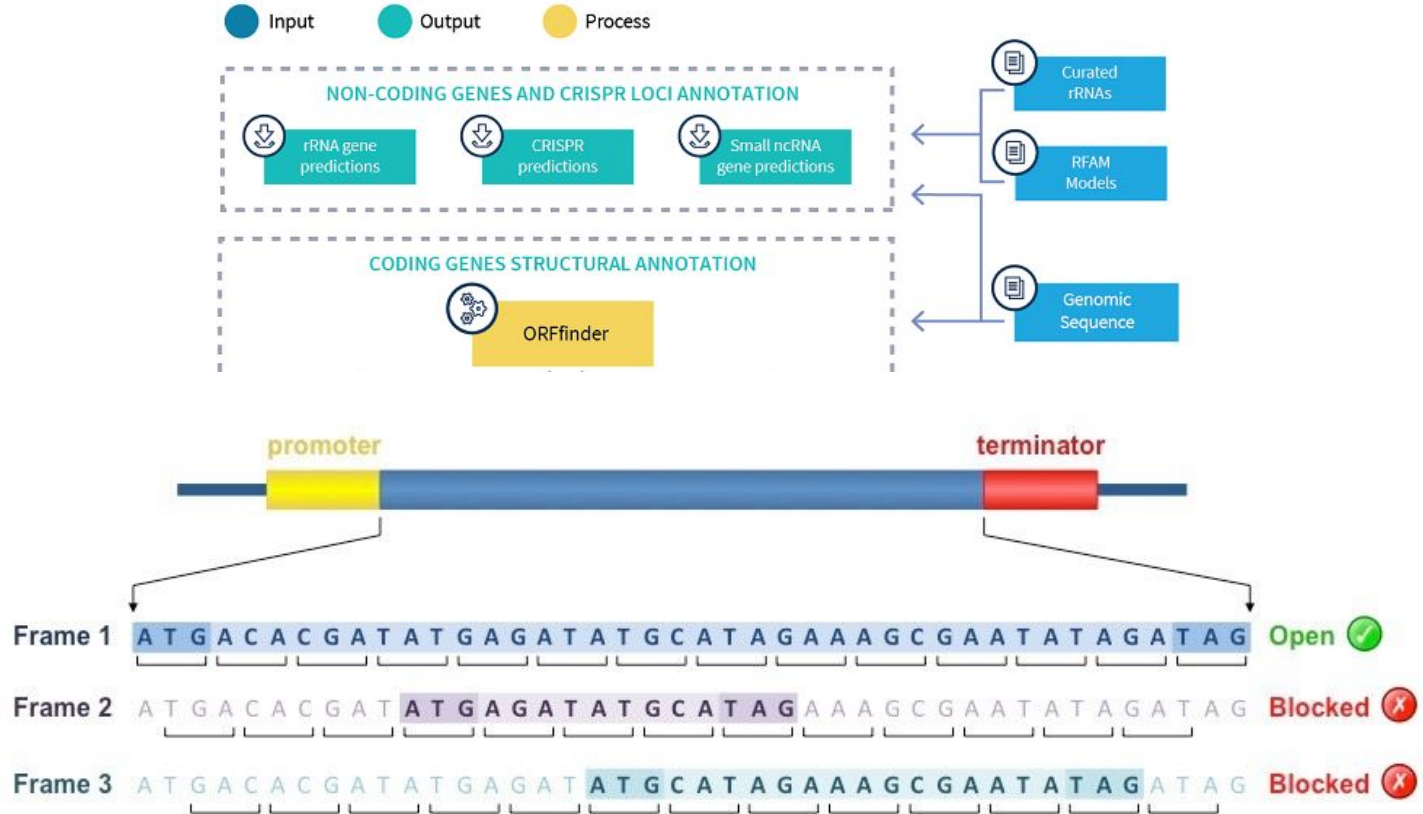 Input Output Process
NON-CODING GENES AND CRISPR LOCI ANNOTATION
rRNA gene
predictions
CRISPR
predictions
Small ncRNA
gene predictions
Curated
rRNAs
RFAM
Models
CODING GENES STRUCTURAL ANNOTATION
ORFfinder
Genomic
Sequence
promoter
terminator
Frame 1 A T G A C A C G A T A T G A G A T A T G C A T A G A A A G C G A A T A T A G A T A G Open
Frame 2 A T G A C A C G A T A T G A G A T A T G C A T A G A A A G C G A A T A T A G A T A G Blocked
Frame 3 A T G A C A C G A T A T G A G A T A T G C A T A G A A A G C G A A T A T A G A T A G Blocked